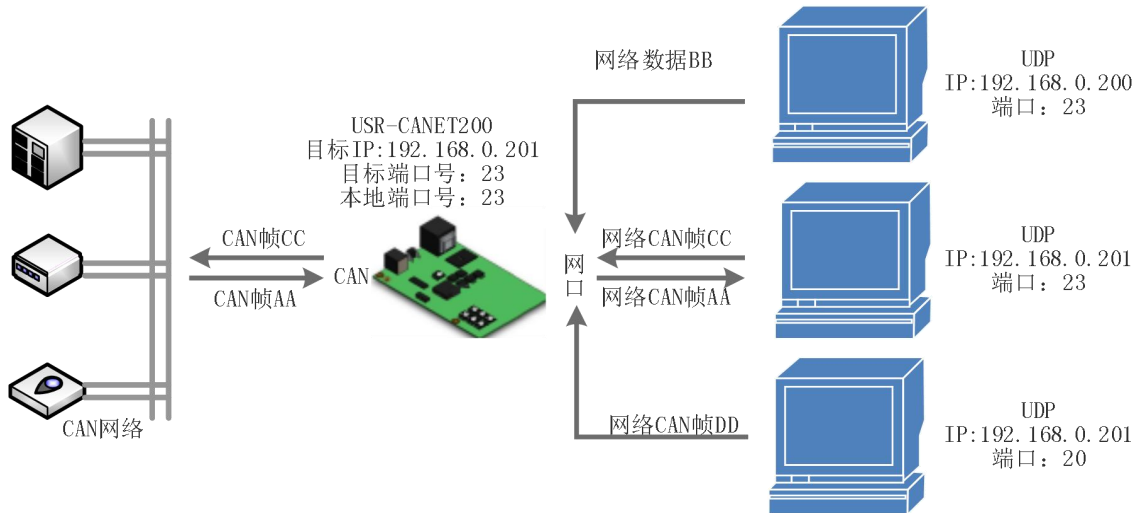 网络数据BB
UDP
IP:192.168.0.200
端口：23
USR-CANET200
目标IP:192.168.0.201
目标端口号：23
本地端口号：23
CAN帧CC
CAN帧AA
CAN
网口
网络CAN帧CC
网络CAN帧AA
UDP
IP:192.168.0.201
端口：23
CAN网络
网络CAN帧DD
UDP
IP:192.168.0.201
端口：20